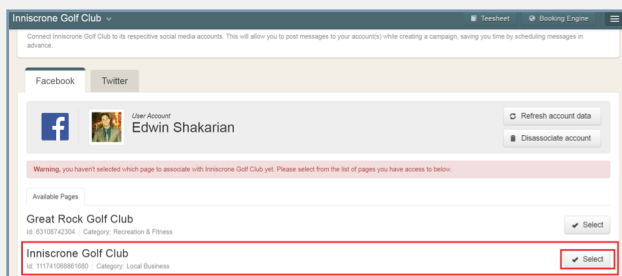 Inniscrone Golf Club
Teesheet
Booking Engine
Connect Inniscrone Golf Club to its respecitive social media accounts. This will allow you to post messages to your account(s) while creating a campaign, saving you time by scheduling messages in
advance.
Facebook
Twitter
User Account
Edwin Shakarian
Refresh account data
Disassociate account
Warning, you haven't selected which page to associate with Inniscrone Golf Club yet. Please select from the list of pages you have access to below.
Available Pages
Great Rock Golf Club
Id: 63108742304 Category: Recreation & Fitness
Select
Inniscrone Golf Club
Id: 111741066861680 Category: Local Business
Select